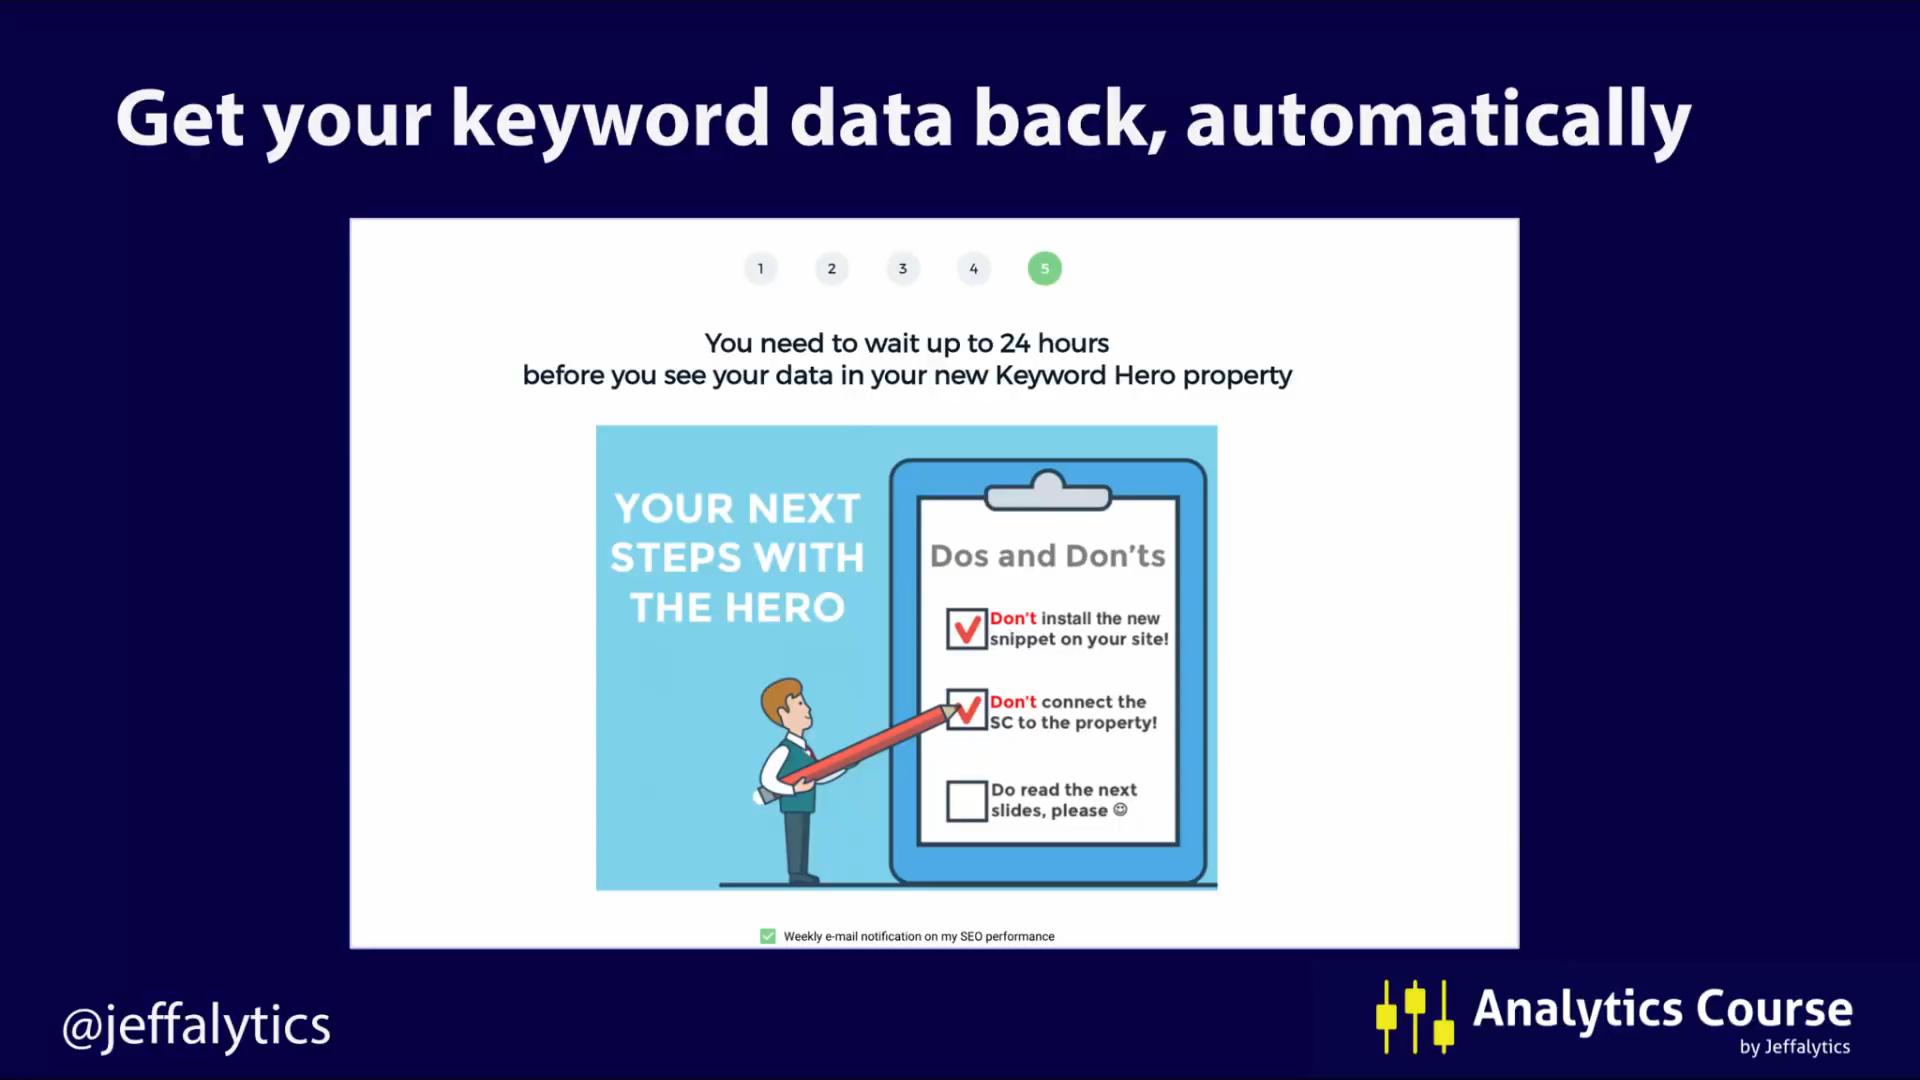 Get your keyword data back, automatically
1 2 3 4 5
You need to wait up to 24 hours
before you see your data in your new Keyword Hero property
YOUR NEXT
STEPS WITH
THE HERO
Dos and Don'ts
Don't install the new
snippet on your site!
Don't connect the
SC to the property!
Do read the next
slides, please ☺
Weekly e-mail notification on my SEO performance
@jeffalytics
Analytics Course
by Jeffalytics